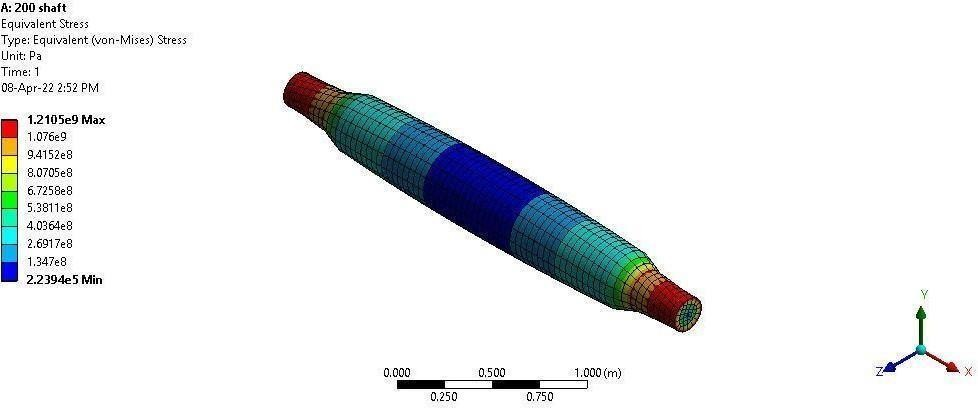 A: 200 shaft
Equivalent Stress
Type: Equivalent (von-Mises) Stress
Unit: Pa
Time: 1
08-Apr-22 2:52 PM
1.2105e9 Max
1.076e9
9.4152e8
8.0705e8
6.7258e8
5.3811e8
4.0364e8
2.6917e8
1.347e8
2.2394e5 Min
0.000 0.500 1.000 (m)
0.250 0.750
Y
Z X